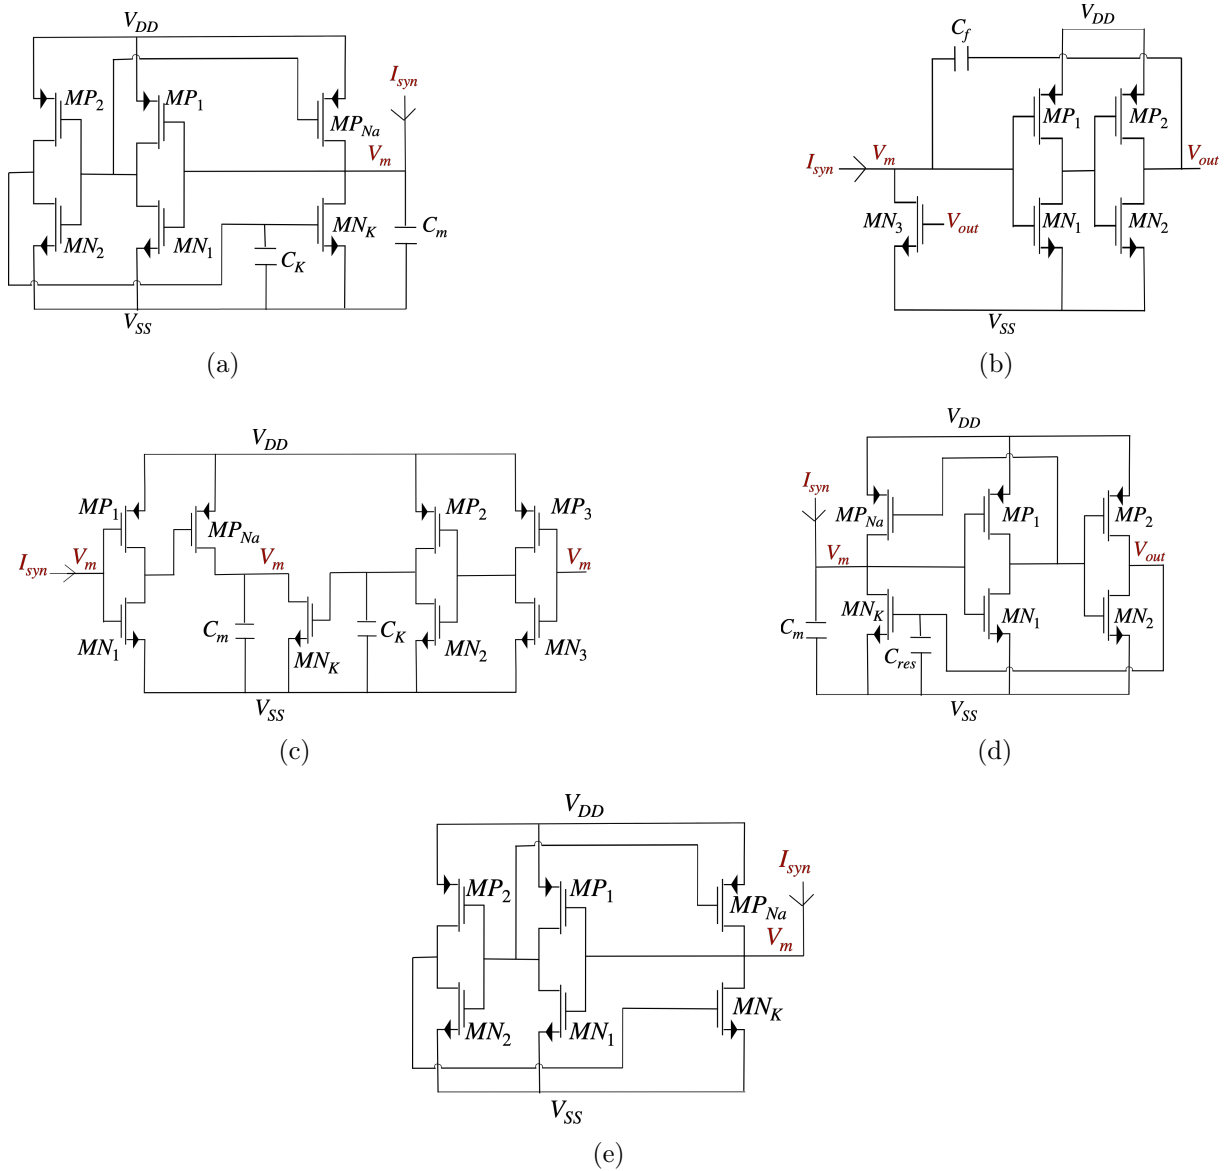 V_DD
MP_2
MP_1
I_syn
MP_Na
V_m
MN_2
MN_1
MN_K
C_m
C_K
V_SS
(a)
C_f
V_DD
MP_1
MP_2
I_syn
V_m
V_out
MN_3
V_out
MN_1
MN_2
V_SS
(b)
V_DD
MP_1
MP_Na
MP_2
MP_3
I_syn
V_m
V_m
V_m
C_m
C_K
MN_1
MN_K
MN_2
MN_3
V_SS
(c)
V_DD
I_syn
MP_Na
MP_1
MP_2
V_m
V_out
MN_K
MN_1
MN_2
C_m
C_res
V_SS
(d)
V_DD
MP_2
MP_1
I_syn
MP_Na
V_m
MN_K
MN_2
MN_1
V_SS
(e)